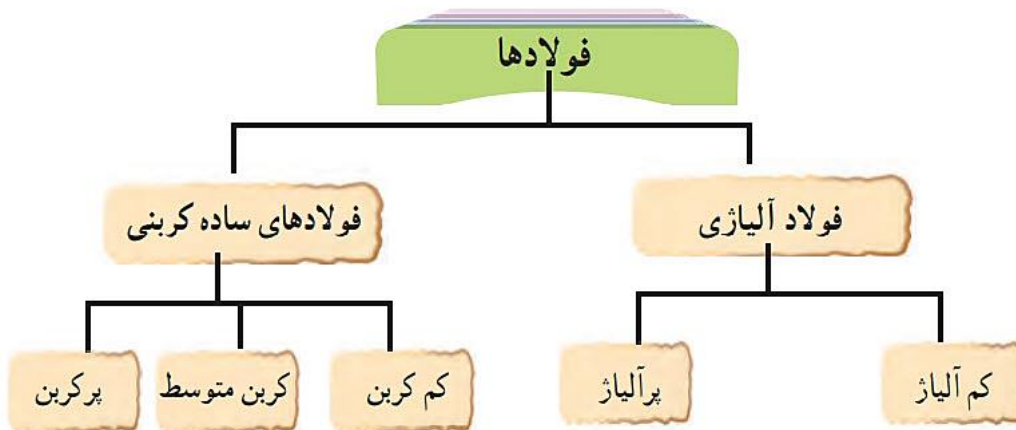 فولادها
فولاد آلیاژی
فولادهای ساده کربنی
کم آلیاژ
پرآلیاژ
کم کربن
کربن متوسط
پرکربن